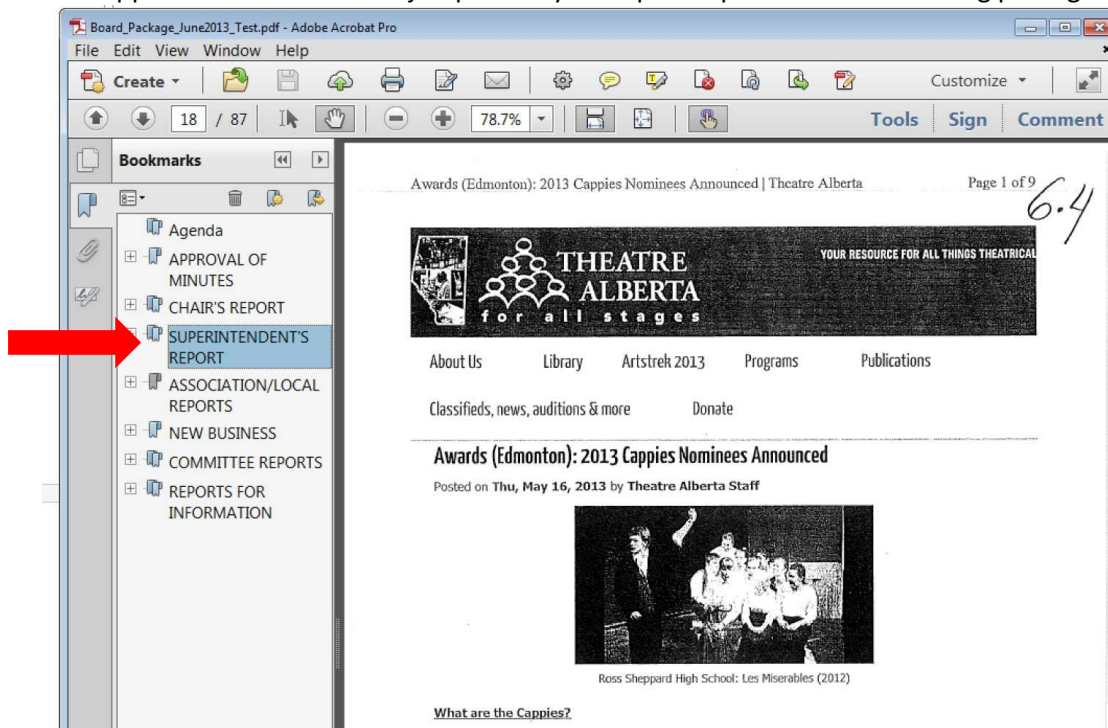 Board_Package_June2013_Test.pdf - Adobe Acrobat Pro
File Edit View Window Help
Create Customize
18 / 87 78.7% Tools Sign Comment
Bookmarks
Agenda
APPROVAL OF
MINUTES
CHAIR'S REPORT
SUPERINTENDENT'S
REPORT
ASSOCIATION/LOCAL
REPORTS
NEW BUSINESS
COMMITTEE REPORTS
REPORTS FOR
INFORMATION
Awards (Edmonton): 2013 Cappies Nominees Announced | Theatre Alberta Page 1 of 9
6.4
THEATRE
ALBERTA
for all stages
YOUR RESOURCE FOR ALL THINGS THEATRICAL
About Us Library Artstrek 2013 Programs Publications
Classifieds, news, auditions & more Donate
Awards (Edmonton): 2013 Cappies Nominees Announced
Posted on Thu, May 16, 2013 by Theatre Alberta Staff
Ross Sheppard High School: Les Miserables (2012)
What are the Cappies?